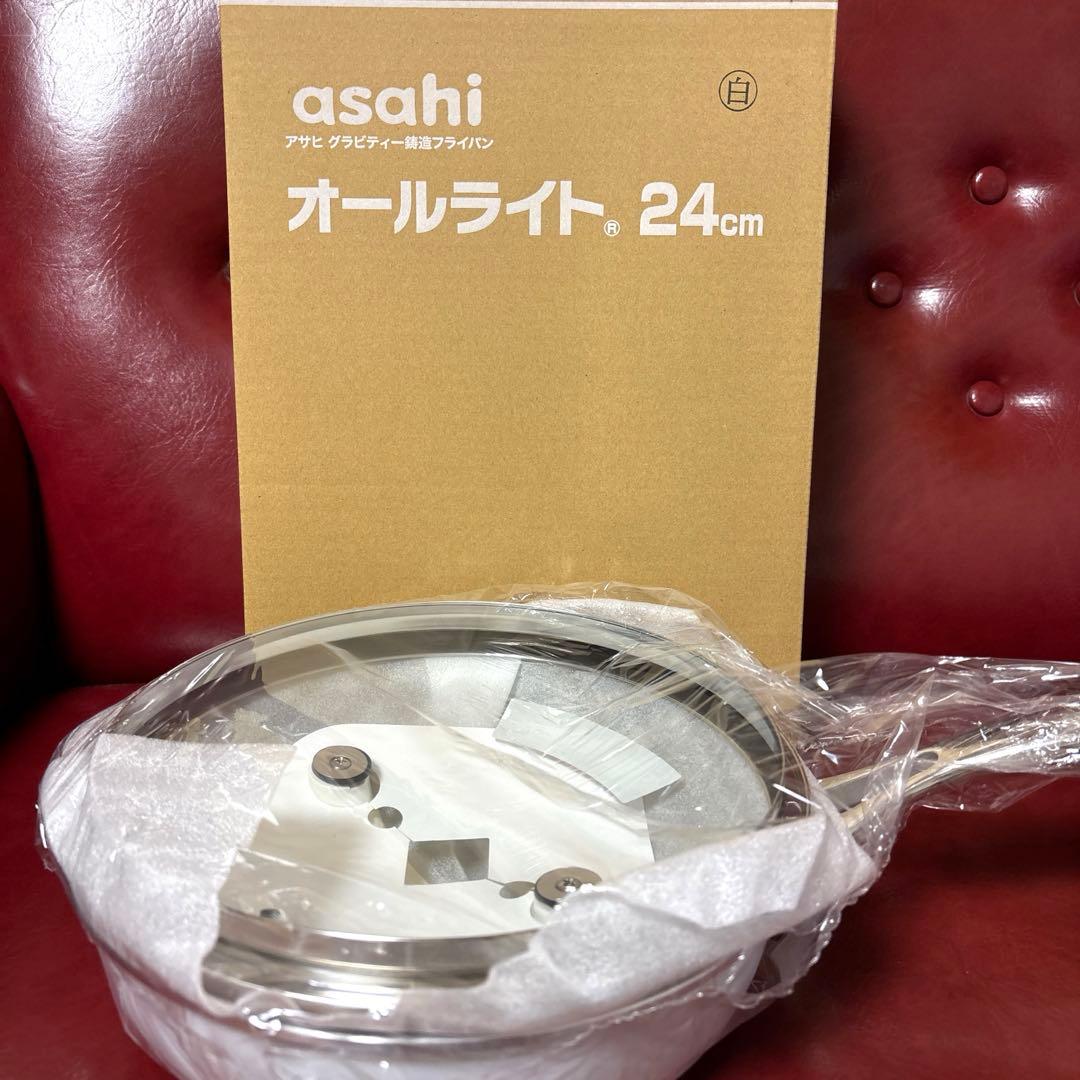 asahi
白
アサヒ グラビティー鋳造フライパン
オールライト® 24cm